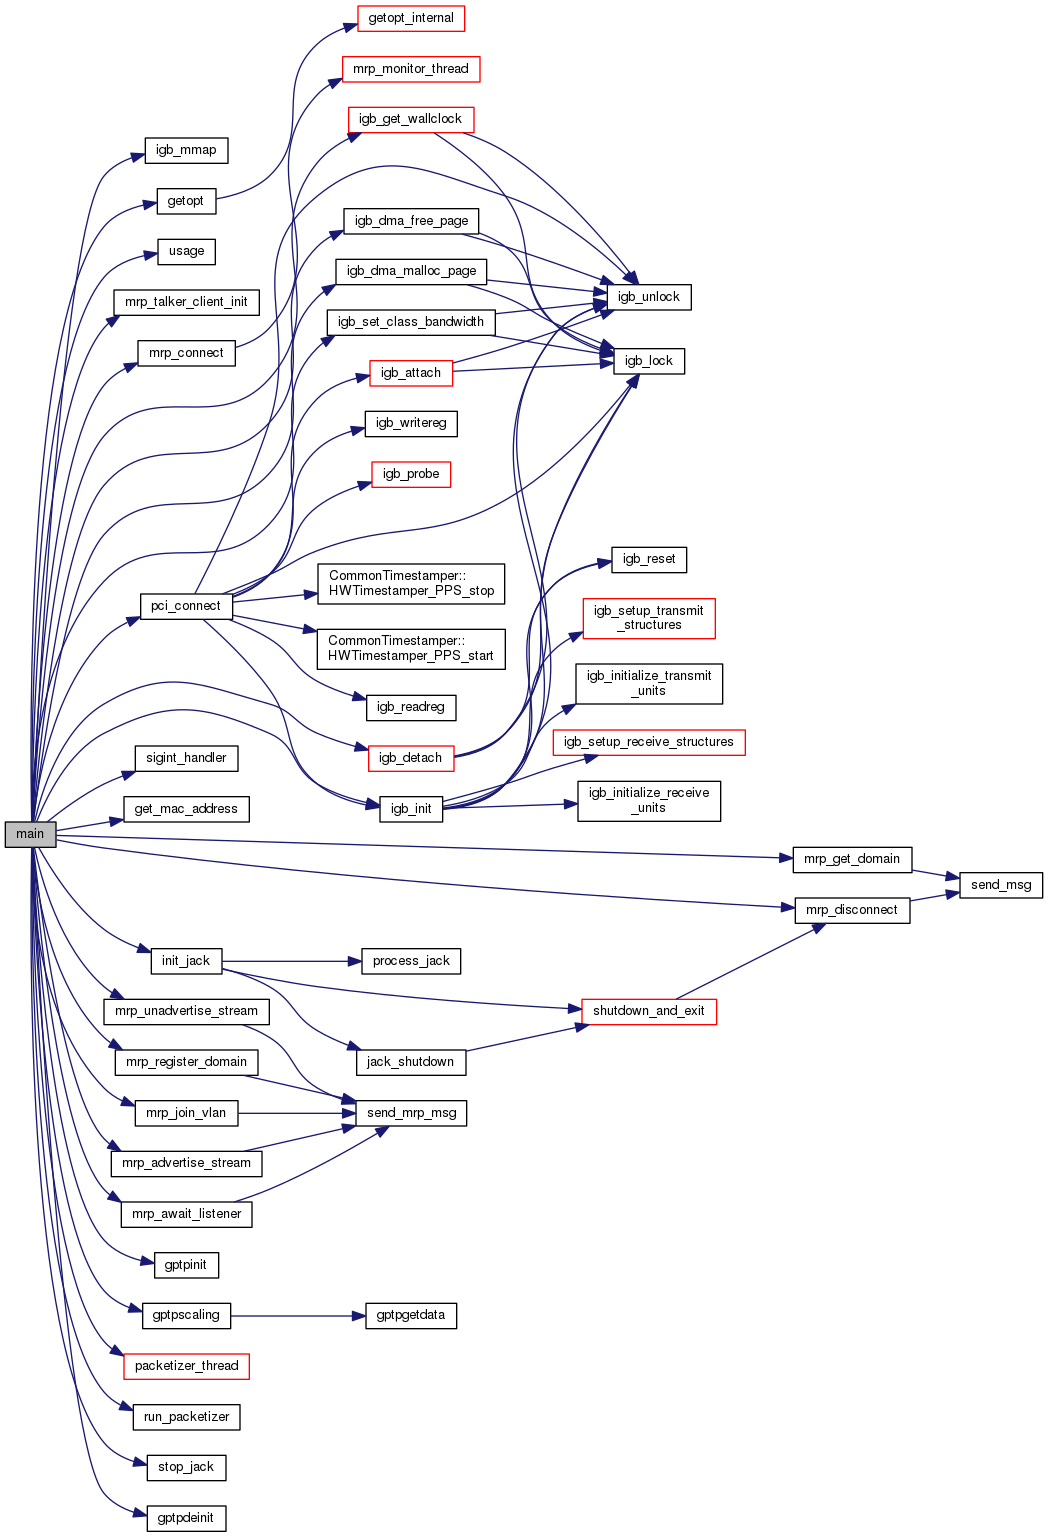 getopt_internal
mrp_monitor_thread
igb_get_wallclock
igb_mmap
getopt
igb_dma_free_page
usage
igb_dma_malloc_page
igb_unlock
mrp_talker_client_init
igb_set_class_bandwidth
mrp_connect
igb_lock
igb_attach
igb_writereg
igb_probe
igb_reset
CommonTimestamper::
HWTimestamper_PPS_stop
pci_connect
igb_setup_transmit
_structures
CommonTimestamper::
HWTimestamper_PPS_start
igb_initialize_transmit
_units
igb_readreg
igb_setup_receive_structures
sigint_handler
igb_detach
igb_initialize_receive
_units
get_mac_address
igb_init
main
mrp_get_domain
send_msg
mrp_disconnect
init_jack
process_jack
mrp_unadvertise_stream
shutdown_and_exit
mrp_register_domain
jack_shutdown
mrp_join_vlan
send_mrp_msg
mrp_advertise_stream
mrp_await_listener
gptpinit
gptpscaling
gptpgetdata
packetizer_thread
run_packetizer
stop_jack
gptpdeinit